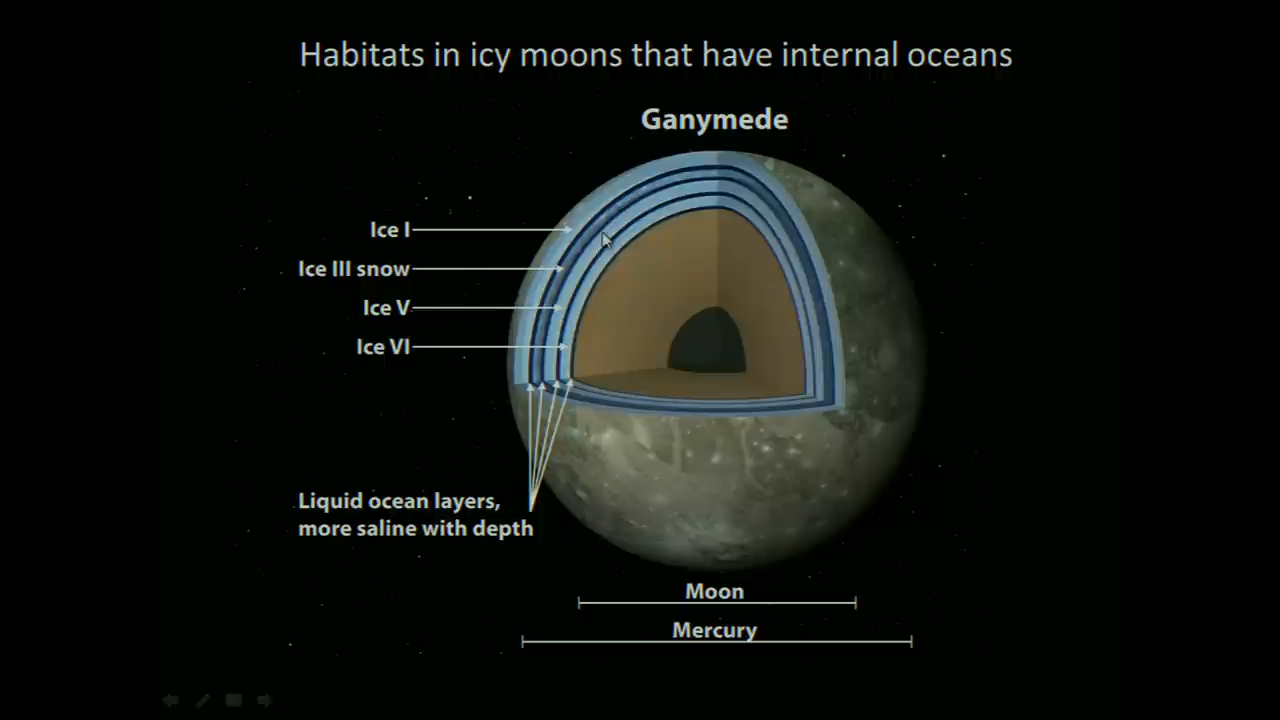 Habitats in icy moons that have internal oceans
Ganymede
Ice I
Ice III snow
Ice V
Ice VI
Liquid ocean layers,
more saline with depth
Moon
Mercury